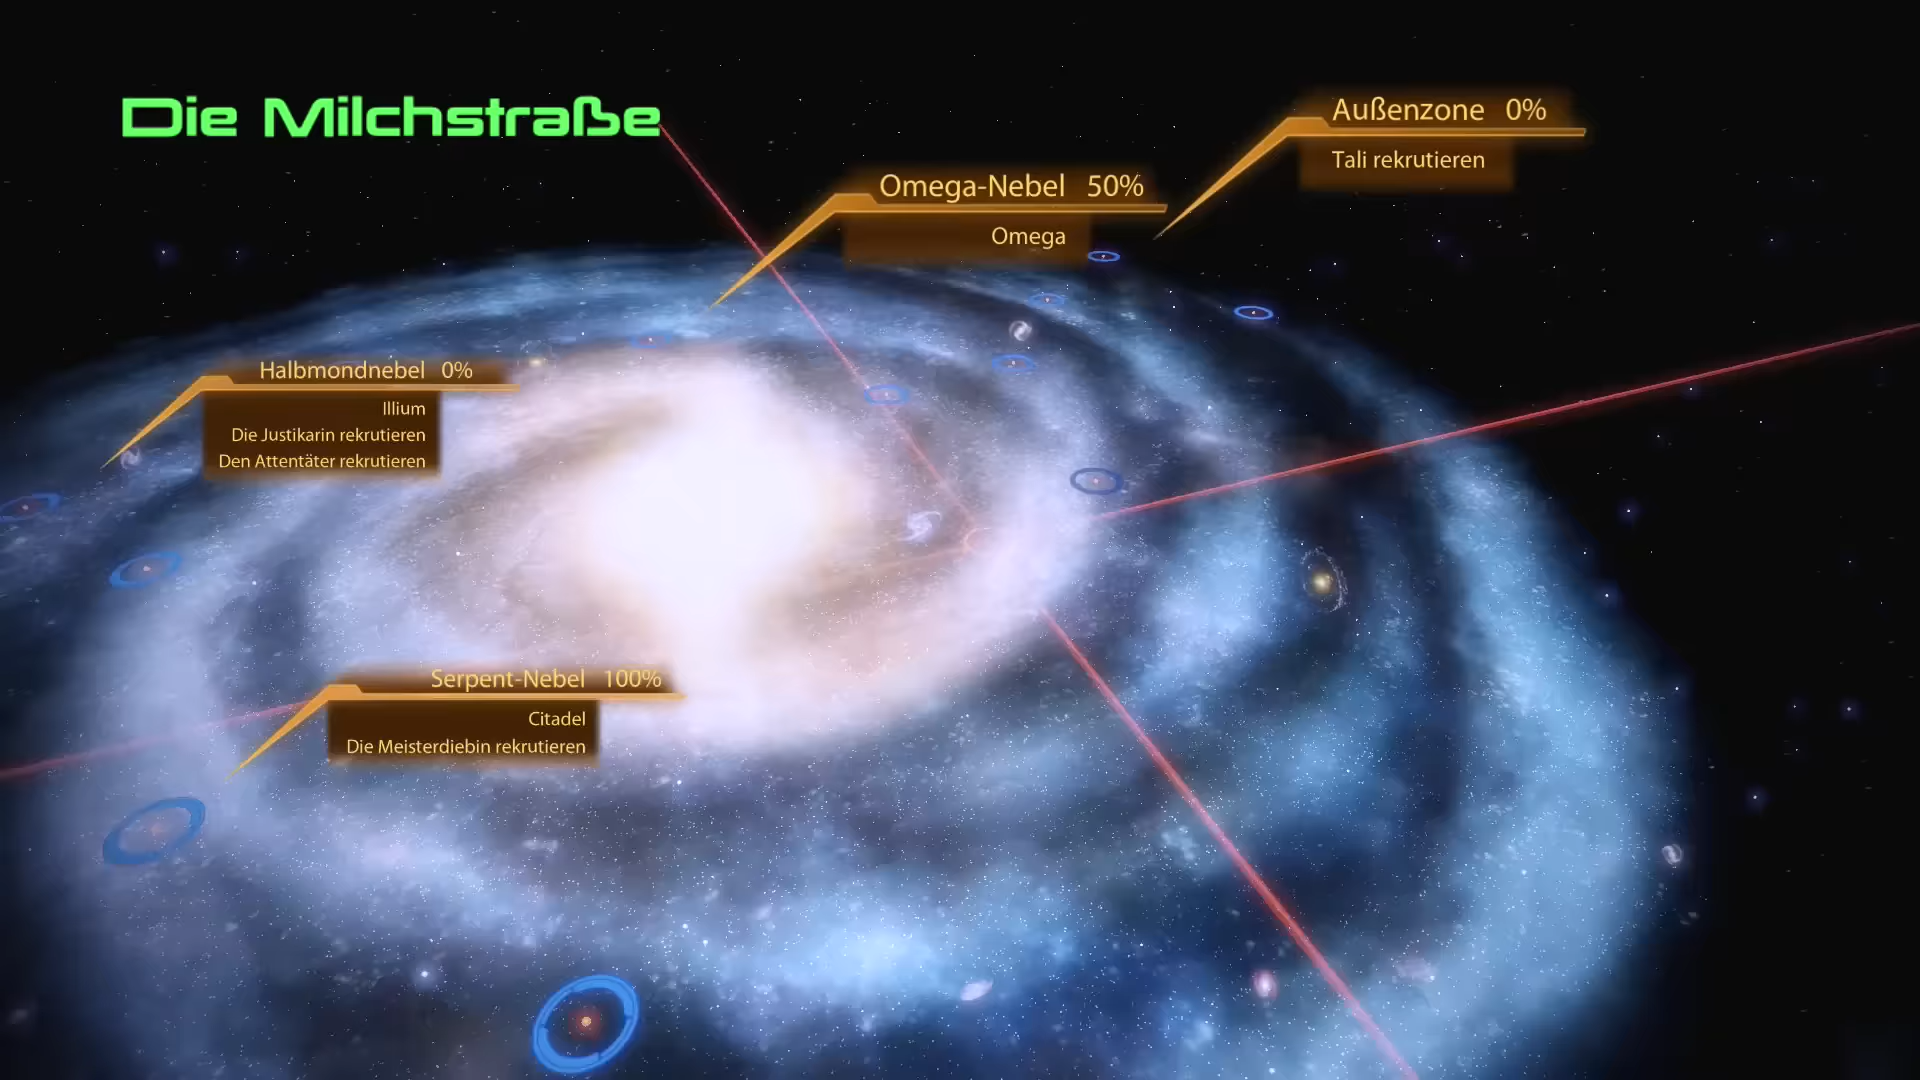 Die Milchstraße
Außenzone 0%
Tali rekrutieren
Omega-Nebel 50%
Omega
Halbmondnebel 0%
Illium
Die Justikarin rekrutieren
Den Attentäter rekrutieren
Serpent-Nebel 100%
Citadel
Die Meisterdiebin rekrutieren